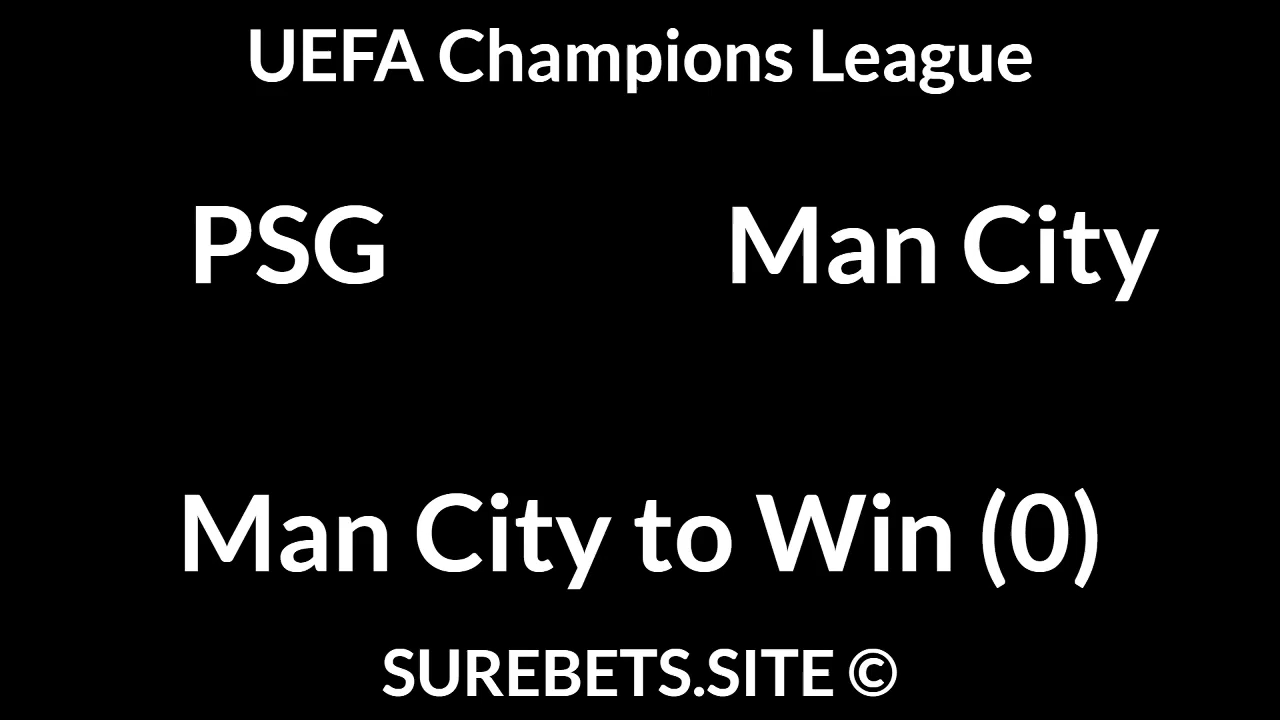 UEFA Champions League
PSG Man City
Man City to Win (0)
SUREBETS.SITE ©